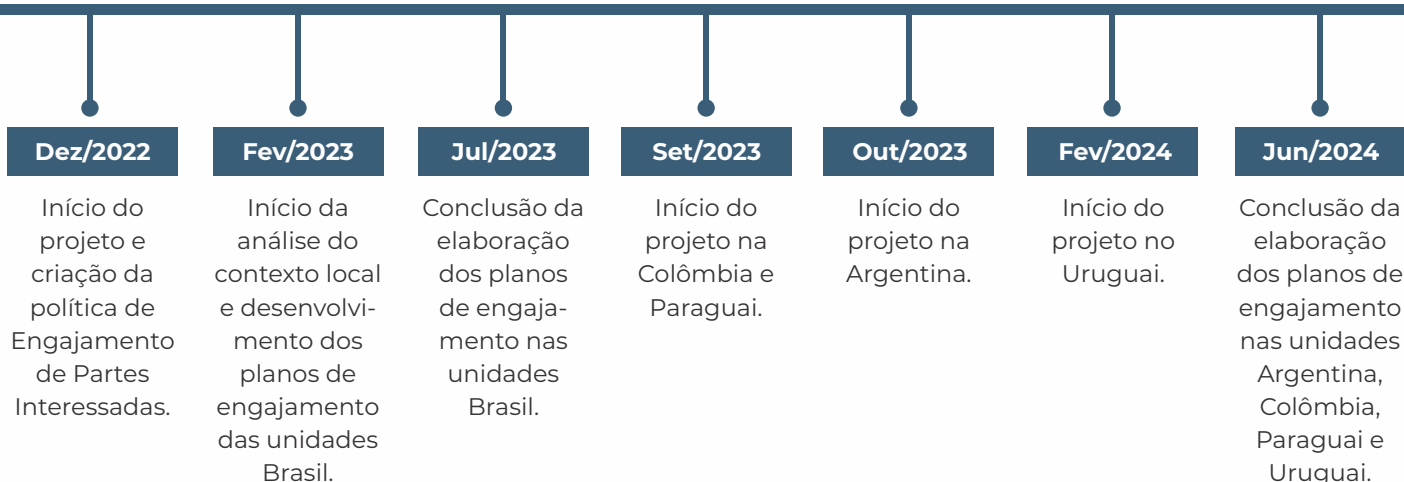 Dez/2022
Início do
projeto e
criação da
política de
Engajamento
de Partes
Interessadas.
Fev/2023
Início da
análise do
contexto local
e desenvolvi-
mento dos
planos de
engajamento
das unidades
Brasil.
Jul/2023
Conclusão da
elaboração
dos planos
de engaja-
mento nas
unidades
Brasil.
Set/2023
Início do
projeto na
Colômbia e
Paraguai.
Out/2023
Início do
projeto na
Argentina.
Fev/2024
Início do
projeto no
Uruguai.
Jun/2024
Conclusão da
elaboração
dos planos de
engajamento
nas unidades
Argentina,
Colômbia,
Paraguai e
Uruguai.